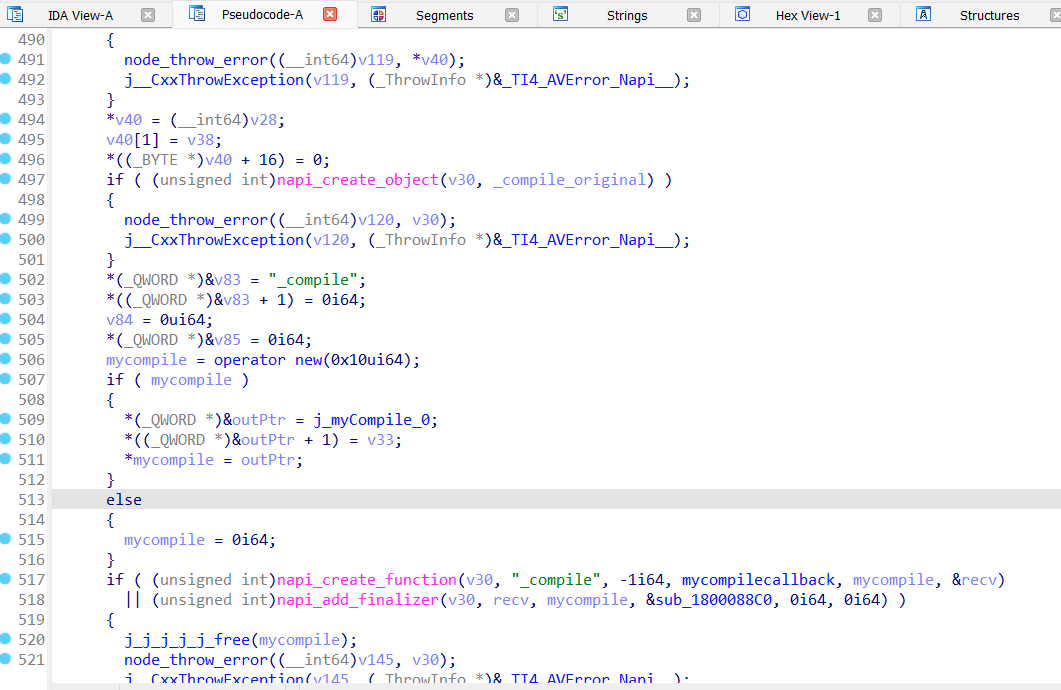 IDA View-A Pseudocode-A Segments Strings Hex View-1 Structures
490 {
491 node_throw_error((__int64)v119, *v40);
492 j__CxxThrowException(v119, (_ThrowInfo *)&_TI4_AVError_Napi__);
493 }
494 *v40 = (__int64)v28;
495 v40[1] = v38;
496 *((_BYTE *)v40 + 16) = 0;
497 if ( (unsigned int)napi_create_object(v30, _compile_original) )
498 {
499 node_throw_error((__int64)v120, v30);
500 j__CxxThrowException(v120, (_ThrowInfo *)&_TI4_AVError_Napi__);
501 }
502 *(_QWORD *)&v83 = "_compile";
503 *((_QWORD *)&v83 + 1) = 0i64;
504 v84 = 0ui64;
505 *(_QWORD *)&v85 = 0i64;
506 mycompile = operator new(0x10ui64);
507 if ( mycompile )
508 {
509 *(_QWORD *)&outPtr = j_myCompile_0;
510 *((_QWORD *)&outPtr + 1) = v33;
511 *mycompile = outPtr;
512 }
513 else
514 {
515 mycompile = 0i64;
516 }
517 if ( (unsigned int)napi_create_function(v30, "_compile", -1i64, mycompilecallback, mycompile, &recv)
518 || (unsigned int)napi_add_finalizer(v30, recv, mycompile, &sub_1800088C0, 0i64, 0i64) )
519 {
520 j_j_j_j_j_free(mycompile);
521 node_throw_error((__int64)v145, v30);
j__CxxThrowException(v145, (_ThrowInfo *)&_TI4_AVError_Napi__);